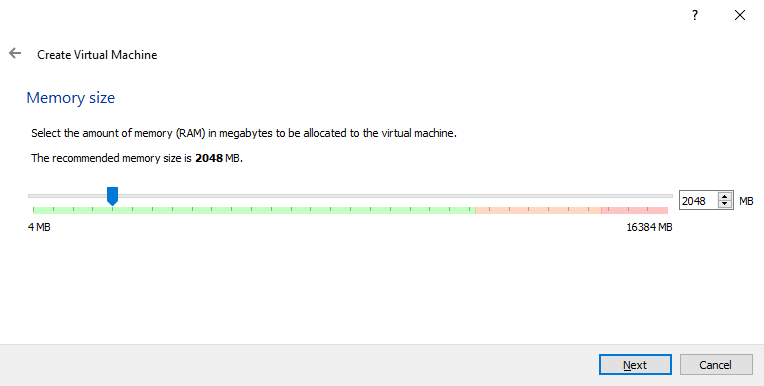 ?
Create Virtual Machine
Memory size
Select the amount of memory (RAM) in megabytes to be allocated to the virtual machine.
The recommended memory size is 2048 MB.
2048 MB
4 MB 16384 MB
Next Cancel